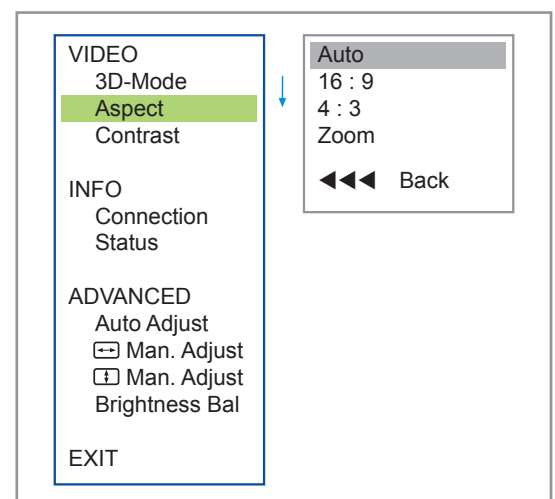 VIDEO
3D-Mode
Aspect
Contrast
INFO
Connection
Status
ADVANCED
Auto Adjust
Man. Adjust
Man. Adjust
Brightness Bal
EXIT
Auto
16 : 9
4 : 3
Zoom
Back